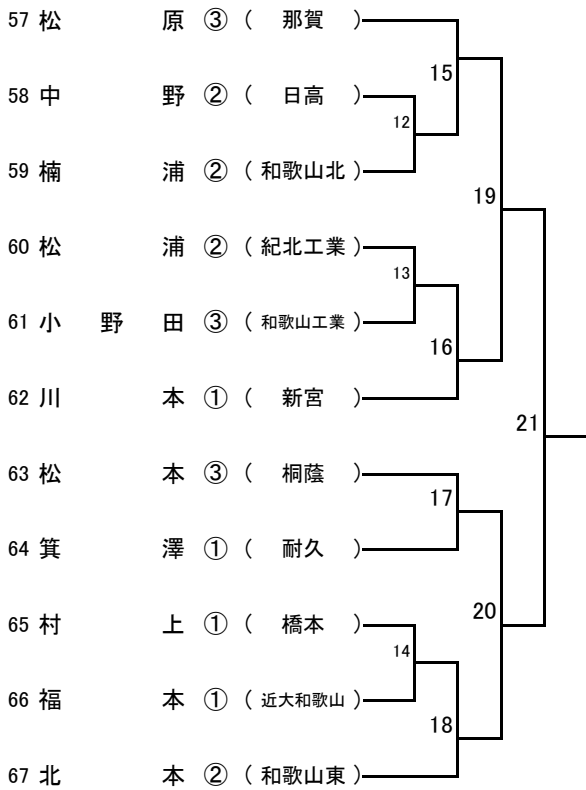 57 松 原 ③ ( 那賀 )
15
58 中 野 ② ( 日高 )
12
59 楠 浦 ② ( 和歌山北 )
19
60 松 浦 ② ( 紀北工業 )
13
61 小 野 田 ③ ( 和歌山工業 )
16
62 川 本 ① ( 新宮 )
21
63 松 本 ③ ( 桐蔭 )
17
64 箕 澤 ① ( 耐久 )
65 村 上 ① ( 橋本 )
20
14
66 福 本 ① ( 近大和歌山 )
18
67 北 本 ② ( 和歌山東 )